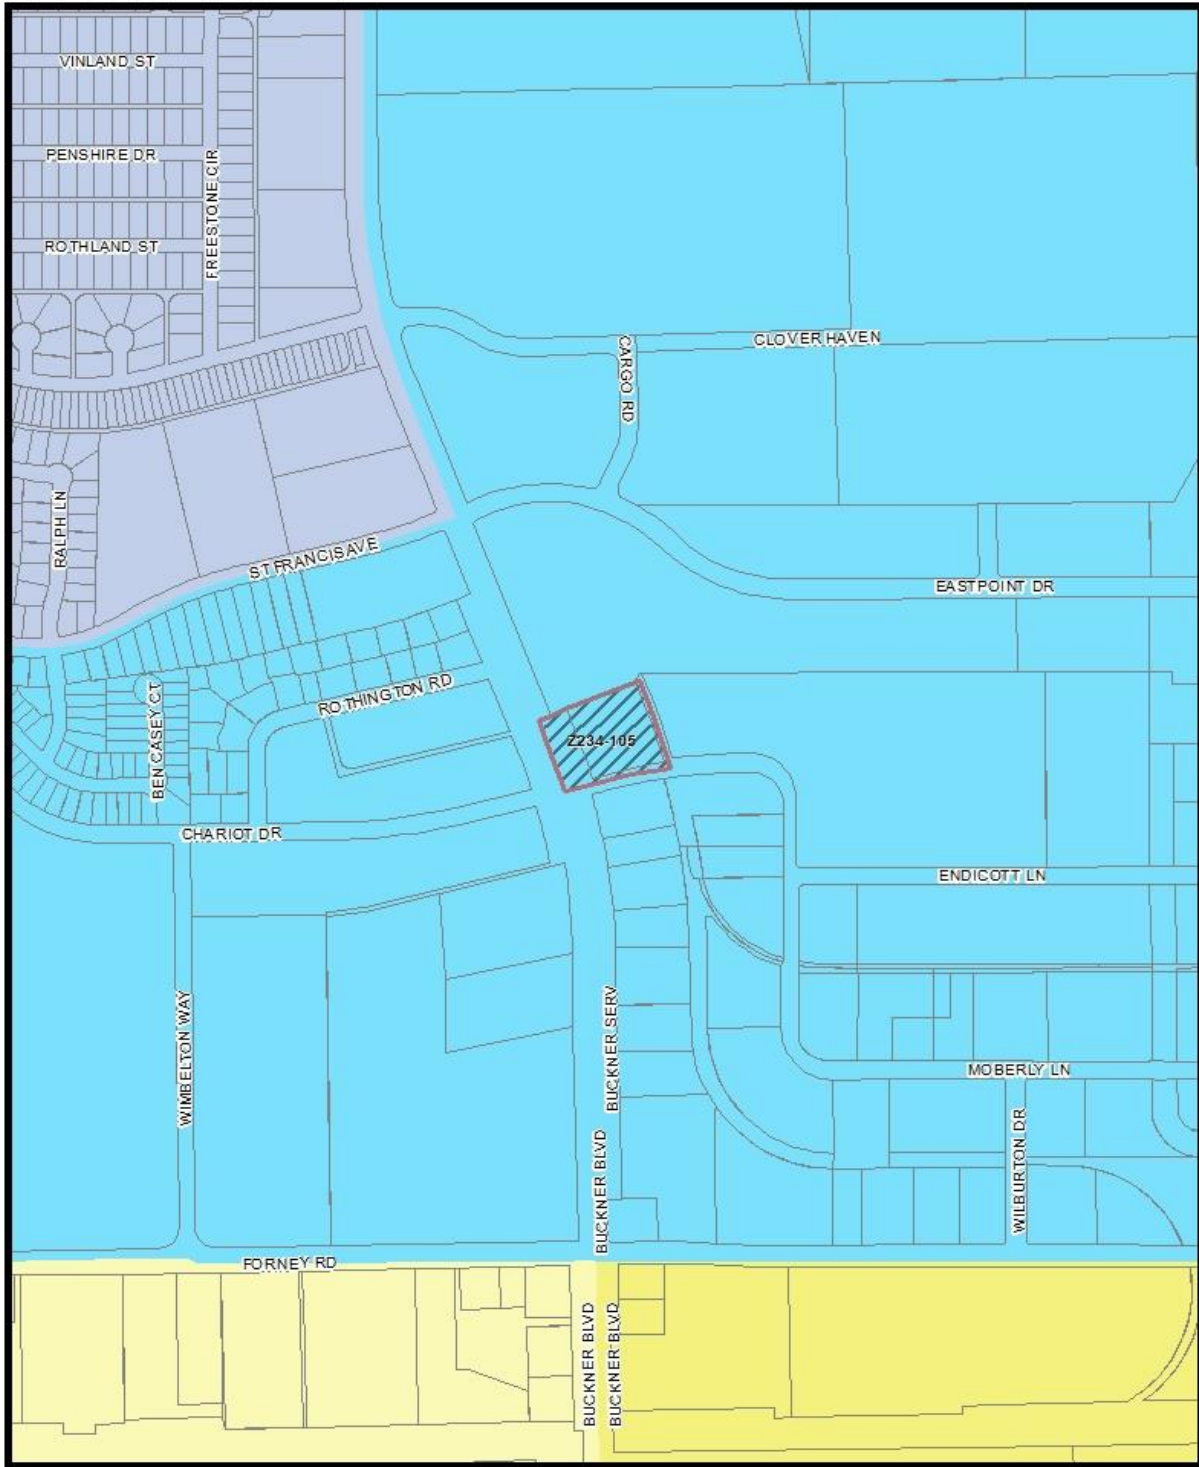 VINLAND ST
PENSHIRE DR
FREESTONE CIR
ROTHLAND ST
CLOVER HAVEN
CARGO RD
RALPH LN
ST FRANCIS AVE
EASTPOINT DR
BEN CASEY CT
ROTHINGTON RD
Z234-105
CHARIOT DR
ENDICOTT LN
WIMBELTON WAY
BUCKNER SERV
MOBERLY LN
WILBURTON DR
BUCKNER BLVD
FORNEY RD
BUCKNER BLVD
BUCKNER BLVD